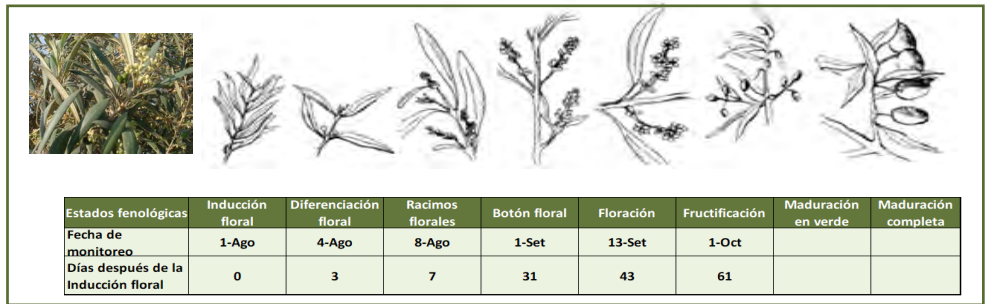 Estados fenológicas Inducción floral Diferenciación floral Racimos florales Botón floral Floración Fructificación Maduración en verde Maduración completa
Fecha de monitoreo 1-Ago 4-Ago 8-Ago 1-Set 13-Set 1-Oct
Días después de la Inducción floral 0 3 7 31 43 61